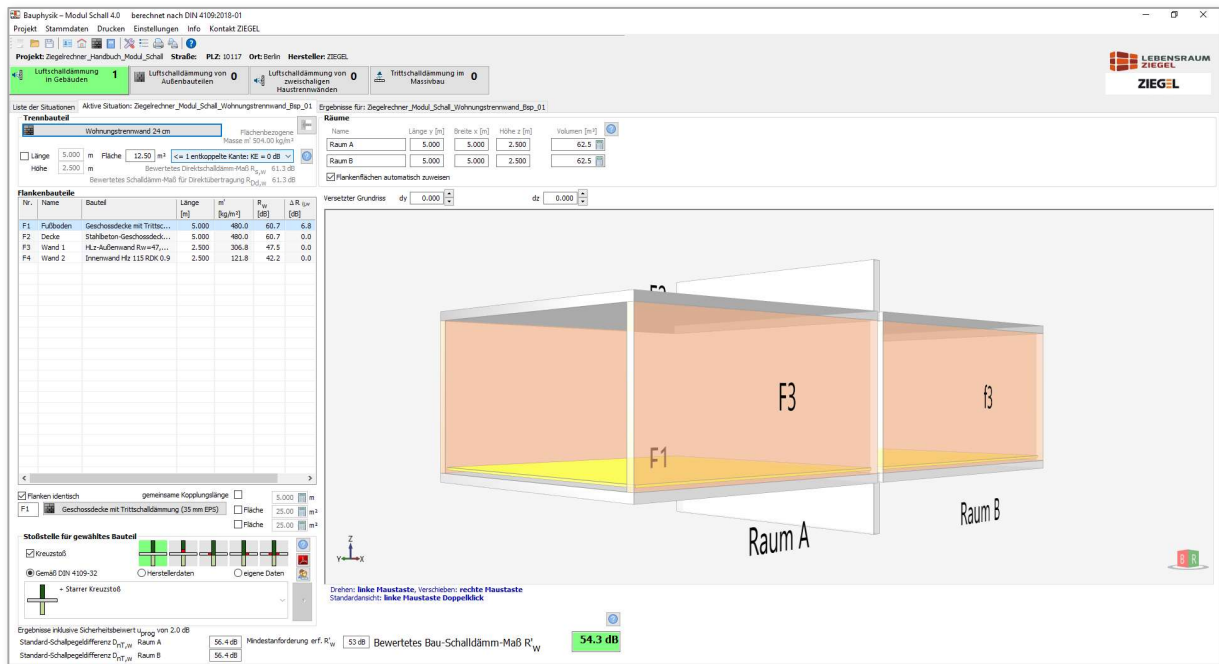 Bauphysik – Modul Schall 4.0 berechnet nach DIN 4109:2018-01
Projekt Stammdaten Drucken Einstellungen Info Kontakt ZIEGEL
Projekt: Ziegelrechner_Handbuch_Modul_Schall Straße: PLZ: 10117 Ort: Berlin Hersteller: ZIEGEL
LEBENSRAUM
ZIEGEL
ZIEGEL
Luftschalldämmung in Gebäuden 1
Luftschalldämmung von Außenbauteilen 0
Luftschalldämmung von zweischaligen Haustrennwänden 0
Trittschalldämmung im Massivbau 0
Liste der Situationen Aktive Situation: Ziegelrechner_Modul_Schall_Wohnungstrennwand_Bsp_01 Ergebnisse für: Ziegelrechner_Modul_Schall_Wohnungstrennwand_Bsp_01
Trennbauteil
Wohnungstrennwand 24 cm
Flächenbezogene
Masse m' 504.00 kg/m²
Länge 5.000 m Fläche 12.50 m² <= 1 entkoppelte Kante: KE = 0 dB
Höhe 2.500 m Bewertetes Direktschalldämm-Maß Rs,w 61.3 dB
Bewertetes Schalldämm-Maß für Direktübertragung RDd,w 61.3 dB
Räume
Name Länge y [m] Breite x [m] Höhe z [m] Volumen [m³]
Raum A 5.000 5.000 2.500 62.5
Raum B 5.000 5.000 2.500 62.5
Flankenflächen automatisch zuweisen
Versetzter Grundriss dy 0.000 dz 0.000
Flankenbauteile
Nr. Name Bauteil Länge m' Rw Δ R ij,w
[m] [kg/m²] [dB] [dB]
F1 Fußboden Geschossdecke mit Trittsc... 5.000 480.0 60.7 6.8
F2 Decke Stahlbeton-Geschossdeck... 5.000 480.0 60.7 0.0
F3 Wand 1 HLz-Außenwand Rw=47,... 2.500 306.8 47.5 0.0
F4 Wand 2 Innenwand Hlz 115 RDK 0.9 2.500 121.8 42.2 0.0
F3
f3
F1
Raum A
Raum B
Z
Y
X
B R
Flanken identisch gemeinsame Kopplungslänge 5.000 m
F1 Geschossdecke mit Trittschalldämmung (35 mm EPS) Fläche 25.00 m²
Fläche 25.00 m²
Stoßstelle für gewähltes Bauteil
Kreuzstoß
Gemäß DIN 4109-32 Herstellerdaten eigene Daten
+ Starrer Kreuzstoß
Drehen: linke Maustaste, Verschieben: rechte Maustaste
Standardansicht: linke Maustaste Doppelklick
Ergebnisse inklusive Sicherheitsbeiwert uprog von 2.0 dB
Standard-Schallpegeldifferenz DnT,w Raum A 56.4 dB Mindestanforderung erf. R'w 53 dB Bewertetes Bau-Schalldämm-Maß R'w 54.3 dB
Standard-Schallpegeldifferenz DnT,w Raum B 56.4 dB